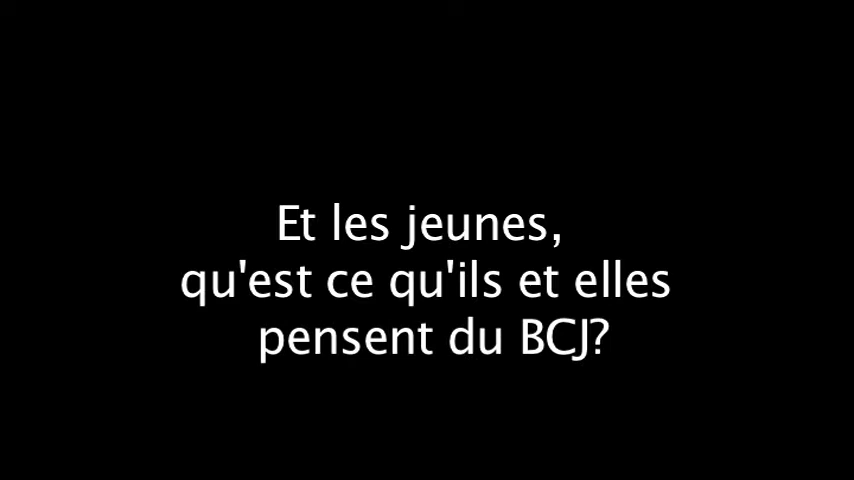 Et les jeunes,
qu'est ce qu'ils et elles
pensent du BCJ?